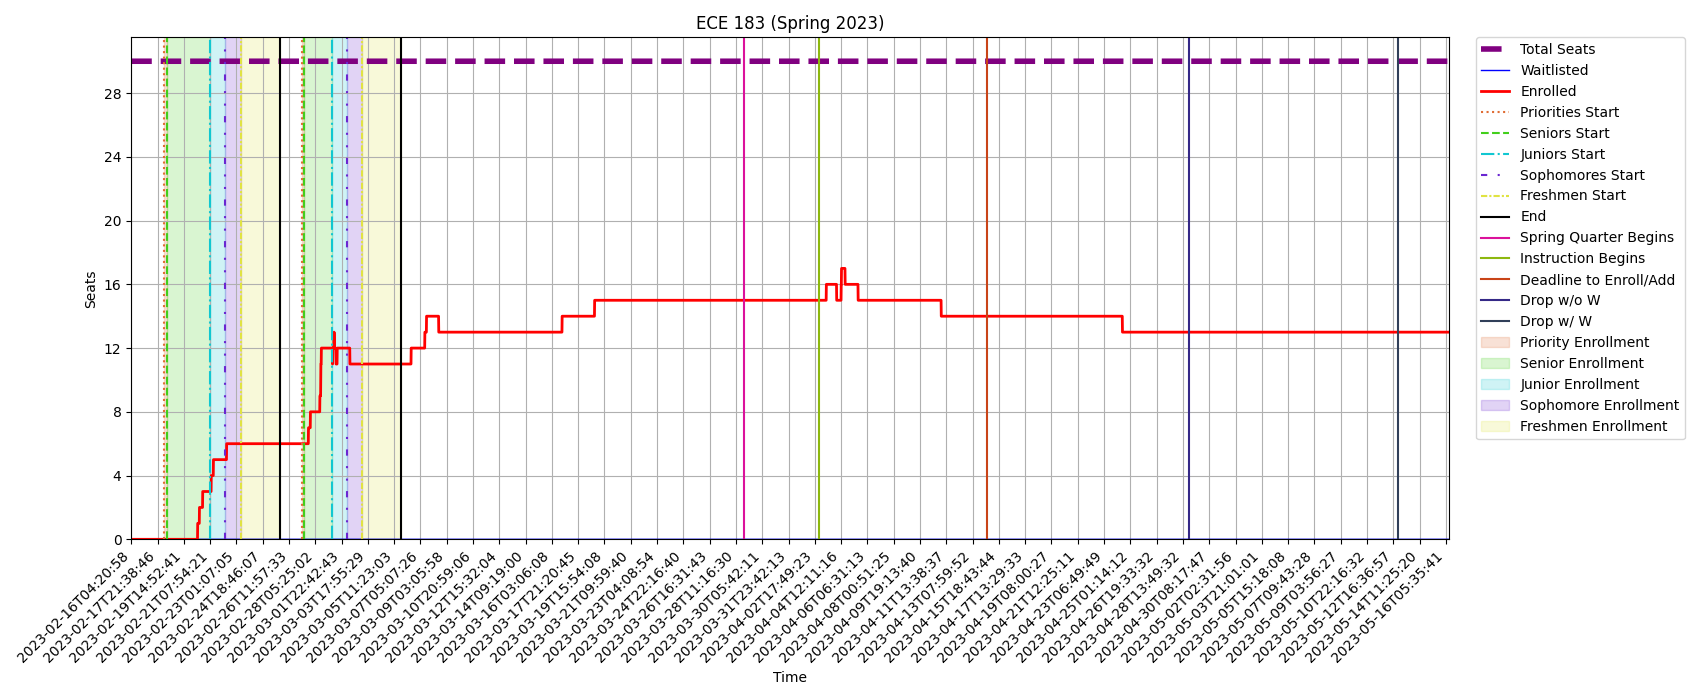 ECE 183 (Spring 2023)
Seats
28
24
20
16
12
8
4
0
2023-02-16T04:20:58
2023-02-17T21:38:46
2023-02-19T14:52:41
2023-02-21T07:54:21
2023-02-23T01:07:05
2023-02-24T18:46:07
2023-02-26T11:57:33
2023-02-28T05:25:02
2023-03-01T22:42:43
2023-03-03T17:55:29
2023-03-05T11:23:03
2023-03-07T05:07:26
2023-03-09T03:05:58
2023-03-10T20:59:06
2023-03-12T15:32:04
2023-03-14T09:19:00
2023-03-16T03:06:08
2023-03-17T21:20:45
2023-03-19T15:54:08
2023-03-21T09:59:40
2023-03-23T04:08:54
2023-03-24T22:16:40
2023-03-26T16:31:43
2023-03-28T11:16:30
2023-03-30T05:42:11
2023-03-31T23:42:13
2023-04-02T17:49:23
2023-04-04T12:11:16
2023-04-06T06:31:13
2023-04-08T00:51:25
2023-04-09T19:13:40
2023-04-11T13:38:37
2023-04-13T07:59:52
2023-04-15T18:43:44
2023-04-17T13:29:33
2023-04-19T08:00:27
2023-04-21T12:25:11
2023-04-23T06:49:49
2023-04-25T01:14:12
2023-04-26T19:33:32
2023-04-28T13:49:32
2023-04-30T08:17:47
2023-05-02T02:31:56
2023-05-03T21:01:01
2023-05-05T15:18:08
2023-05-07T09:43:28
2023-05-09T03:56:27
2023-05-10T22:16:32
2023-05-12T16:36:57
2023-05-14T11:25:20
2023-05-16T05:35:41
Time
Total Seats
Waitlisted
Enrolled
Priorities Start
Seniors Start
Juniors Start
Sophomores Start
Freshmen Start
End
Spring Quarter Begins
Instruction Begins
Deadline to Enroll/Add
Drop w/o W
Drop w/ W
Priority Enrollment
Senior Enrollment
Junior Enrollment
Sophomore Enrollment
Freshmen Enrollment